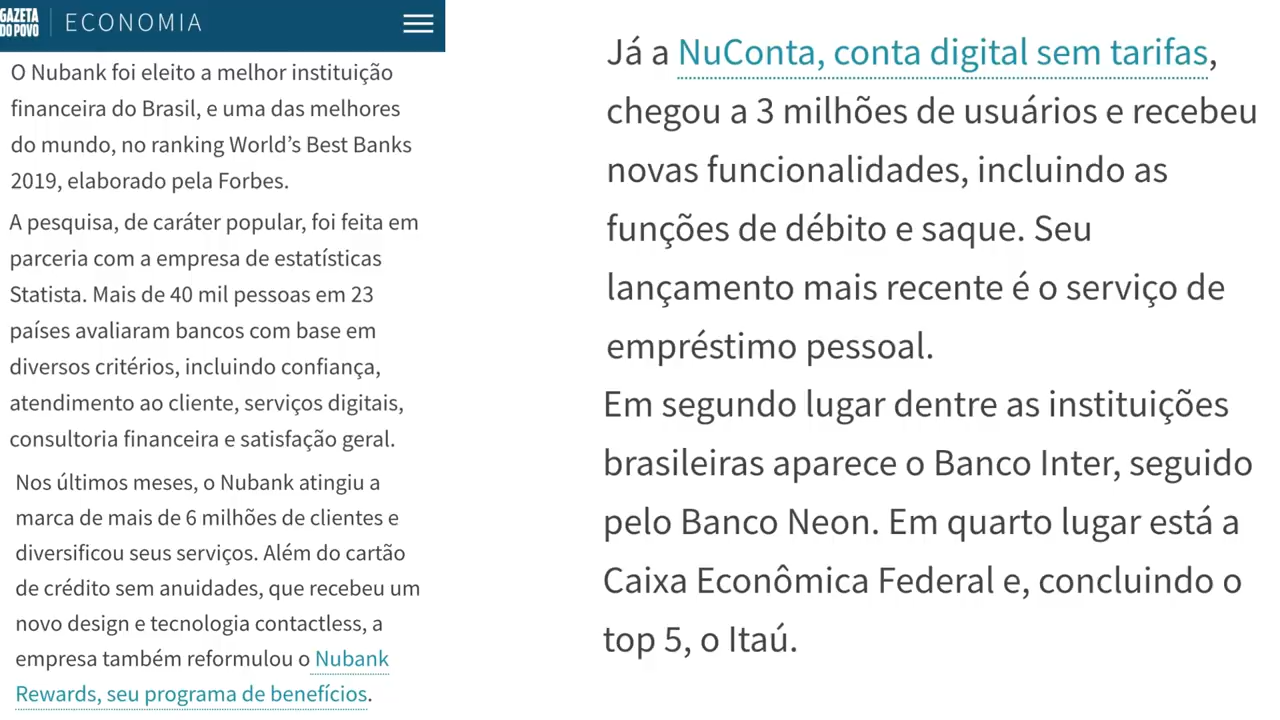 GAZETA
DO POVO
ECONOMIA
O Nubank foi eleito a melhor instituição
financeira do Brasil, e uma das melhores
do mundo, no ranking World’s Best Banks
2019, elaborado pela Forbes.
A pesquisa, de caráter popular, foi feita em
parceria com a empresa de estatísticas
Statista. Mais de 40 mil pessoas em 23
países avaliaram bancos com base em
diversos critérios, incluindo confiança,
atendimento ao cliente, serviços digitais,
consultoria financeira e satisfação geral.
Nos últimos meses, o Nubank atingiu a
marca de mais de 6 milhões de clientes e
diversificou seus serviços. Além do cartão
de crédito sem anuidades, que recebeu um
novo design e tecnologia contactless, a
empresa também reformulou o Nubank
Rewards, seu programa de benefícios.
Já a NuConta, conta digital sem tarifas,
chegou a 3 milhões de usuários e recebeu
novas funcionalidades, incluindo as
funções de débito e saque. Seu
lançamento mais recente é o serviço de
empréstimo pessoal.
Em segundo lugar dentre as instituições
brasileiras aparece o Banco Inter, seguido
pelo Banco Neon. Em quarto lugar está a
Caixa Econômica Federal e, concluindo o
top 5, o Itaú.